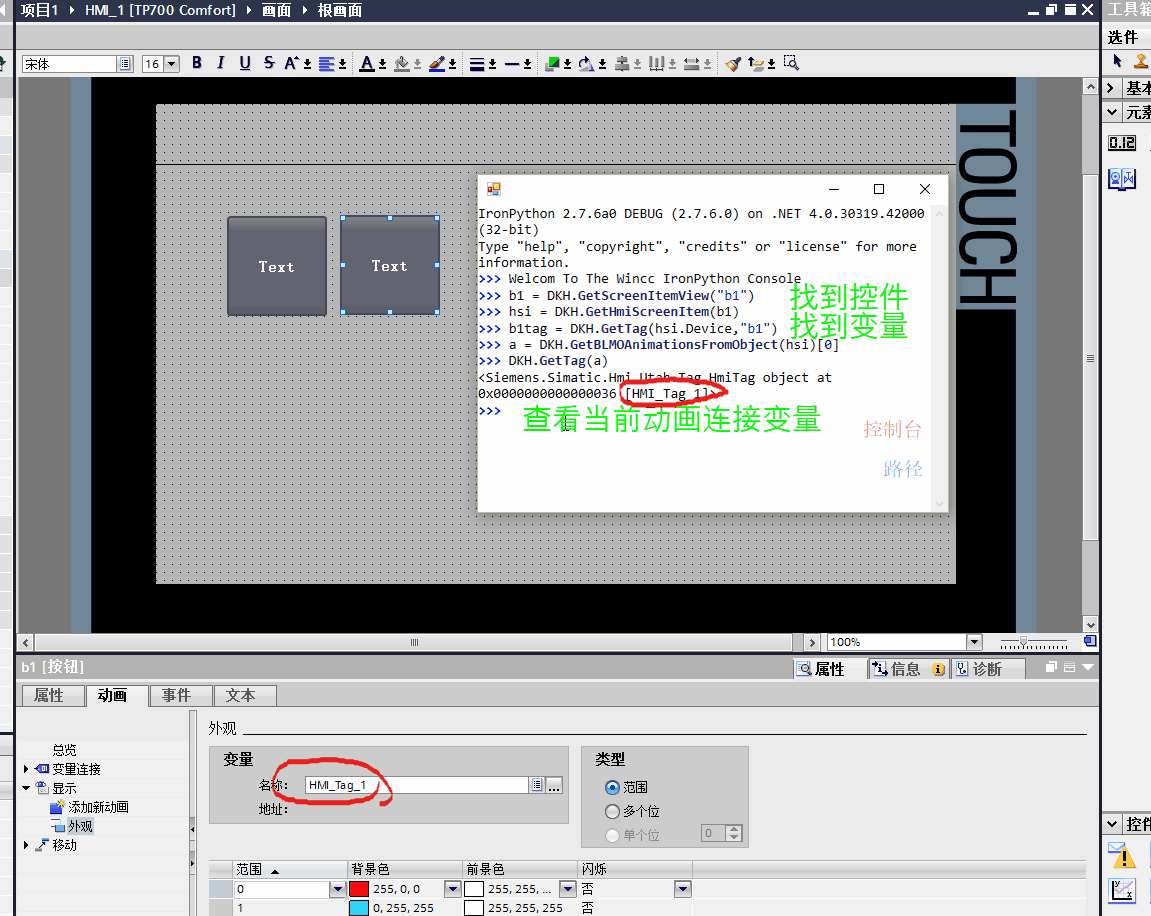 项目1 HMI_1 [TP700 Comfort] 画面 根画面
工具箱
选件
宋体 16
基本
元素
TOUCH
Text Text
IronPython 2.7.6a0 DEBUG (2.7.6.0) on .NET 4.0.30319.42000
(32-bit)
Type "help", "copyright", "credits" or "license" for more
information.
>>> Welcom To The Wincc IronPython Console
>>> b1 = DKH.GetScreenItemView("b1")
>>> hsi = DKH.GetHmiScreenItem(b1)
>>> b1tag = DKH.GetTag(hsi.Device,"b1")
>>> a = DKH.GetBLMOAnimationsFromObject(hsi)[0]
>>> DKH.GetTag(a)
<Siemens.Simatic.Hmi.Utah.Tag.HmiTag object at
0x0000000000000036 [HMI_Tag_1]>
>>>
找到控件
找到变量
查看当前动画连接变量
控制台
路径
100%
b1 [按钮]
属性 信息 诊断
属性 动画 事件 文本
总览
变量连接
显示
添加新动画
外观
移动
外观
变量
名称: HMI_Tag_1
地址:
类型
范围
多个位
单个位 0
控件
范围 背景色 前景色 闪烁
0 255, 0, 0 255, 255, ... 否
1 0, 255, 255 255, 255, 255 否